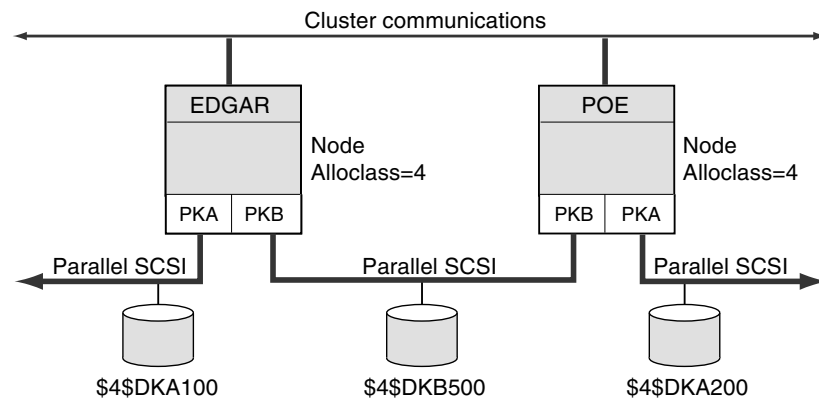 Cluster communications
EDGAR
POE
Node
Alloclass=4
Node
Alloclass=4
PKA PKB
PKB PKA
Parallel SCSI
Parallel SCSI
Parallel SCSI
$4$DKA100
$4$DKB500
$4$DKA200